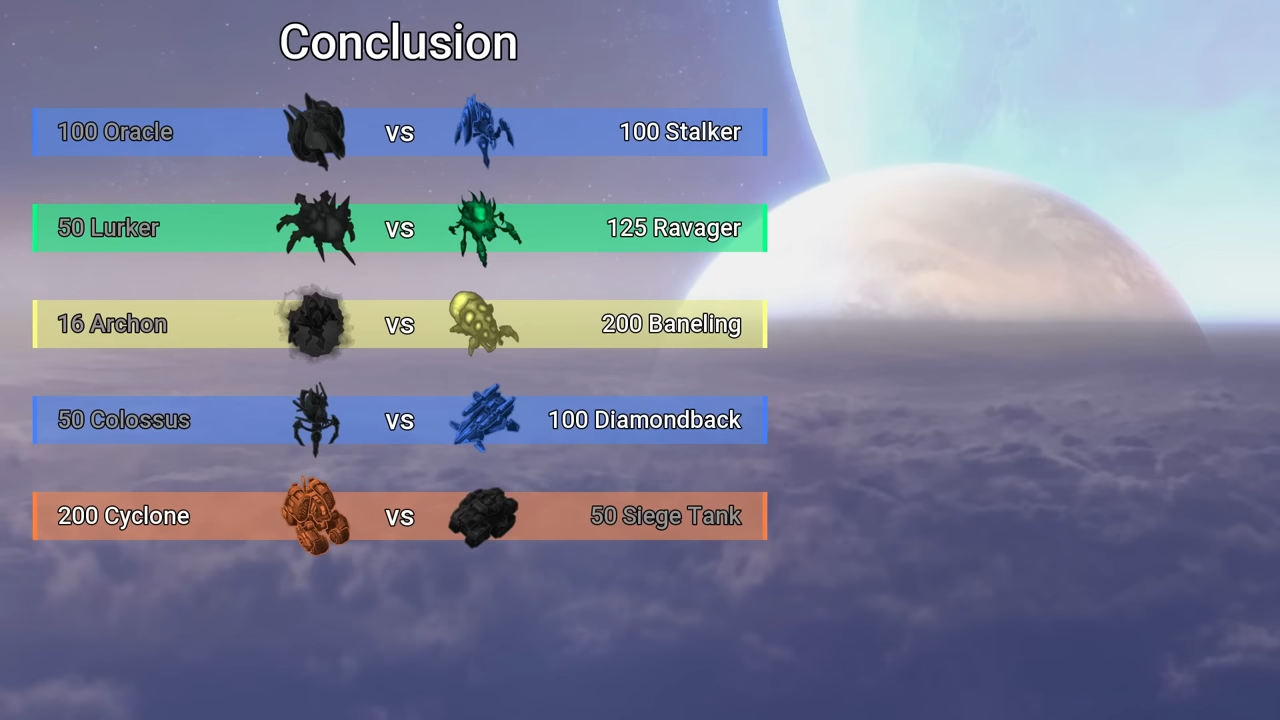 Conclusion
100 Oracle vs 100 Stalker
50 Lurker vs 125 Ravager
16 Archon vs 200 Baneling
50 Colossus vs 100 Diamondback
200 Cyclone vs 50 Siege Tank